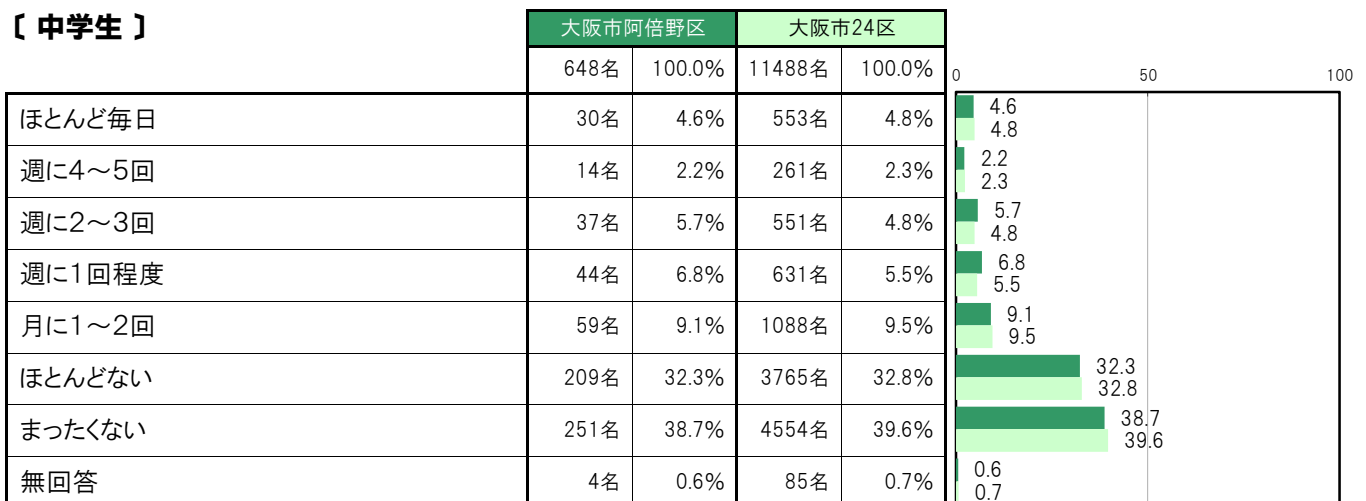 〔 中学生 〕
大阪市阿倍野区 大阪市24区
648名 100.0% 11488名 100.0%
0 50 100
ほとんど毎日 30名 4.6% 553名 4.8% 4.6
4.8
週に4～5回 14名 2.2% 261名 2.3% 2.2
2.3
週に2～3回 37名 5.7% 551名 4.8% 5.7
4.8
週に1回程度 44名 6.8% 631名 5.5% 6.8
5.5
月に1～2回 59名 9.1% 1088名 9.5% 9.1
9.5
ほとんどない 209名 32.3% 3765名 32.8% 32.3
32.8
まったくない 251名 38.7% 4554名 39.6% 38.7
39.6
無回答 4名 0.6% 85名 0.7% 0.6
0.7